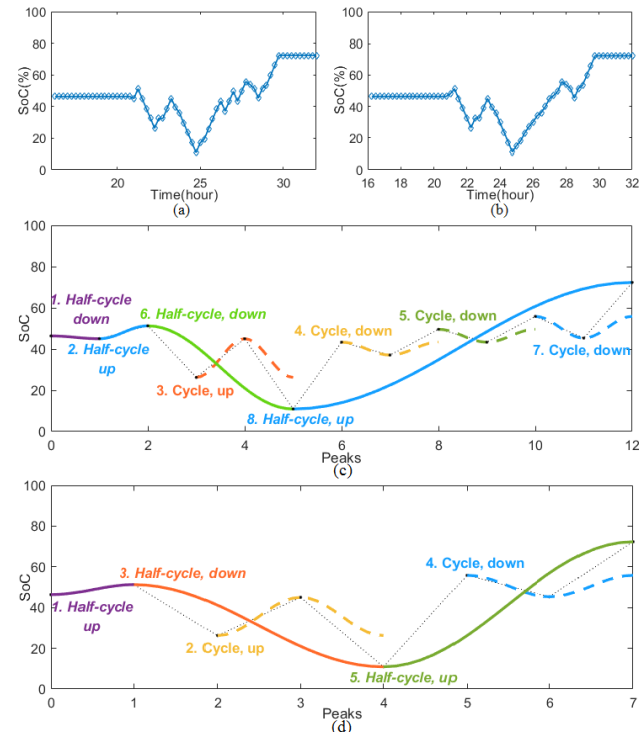 100
80
60
40
20
0
SoC(%)
20
25
30
Time(hour)
(a)
100
80
60
40
20
0
SoC(%)
16
18
20
22
24
26
28
30
32
Time(hour)
(b)
100
80
60
40
20
0
SoC
1. Half-cycle
down
2. Half-cycle
up
6. Half-cycle, down
3. Cycle, up
4. Cycle, down
5. Cycle, down
7. Cycle, down
8. Half-cycle, up
0
2
4
6
8
10
12
Peaks
(c)
100
80
60
40
20
0
SoC
1. Half-cycle
up
3. Half-cycle, down
2. Cycle, up
4. Cycle, down
5. Half-cycle, up
0
1
2
3
4
5
6
7
Peaks
(d)